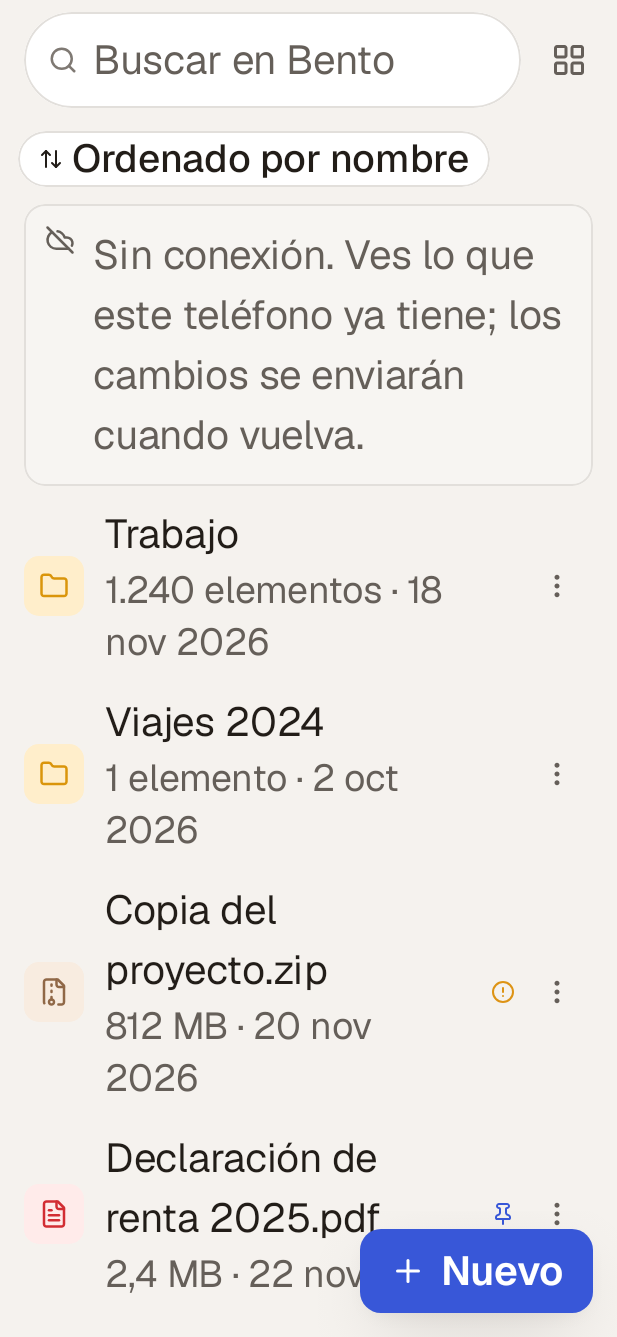 Buscar en Bento
Ordenado por nombre
Sin conexión. Ves lo que
este teléfono ya tiene; los
cambios se enviarán
cuando vuelva.
Trabajo
1.240 elementos · 18
nov 2026
Viajes 2024
1 elemento · 2 oct
2026
Copia del
proyecto.zip
812 MB · 20 nov
2026
Declaración de
renta 2025.pdf
2,4 MB · 22 nov
Nuevo